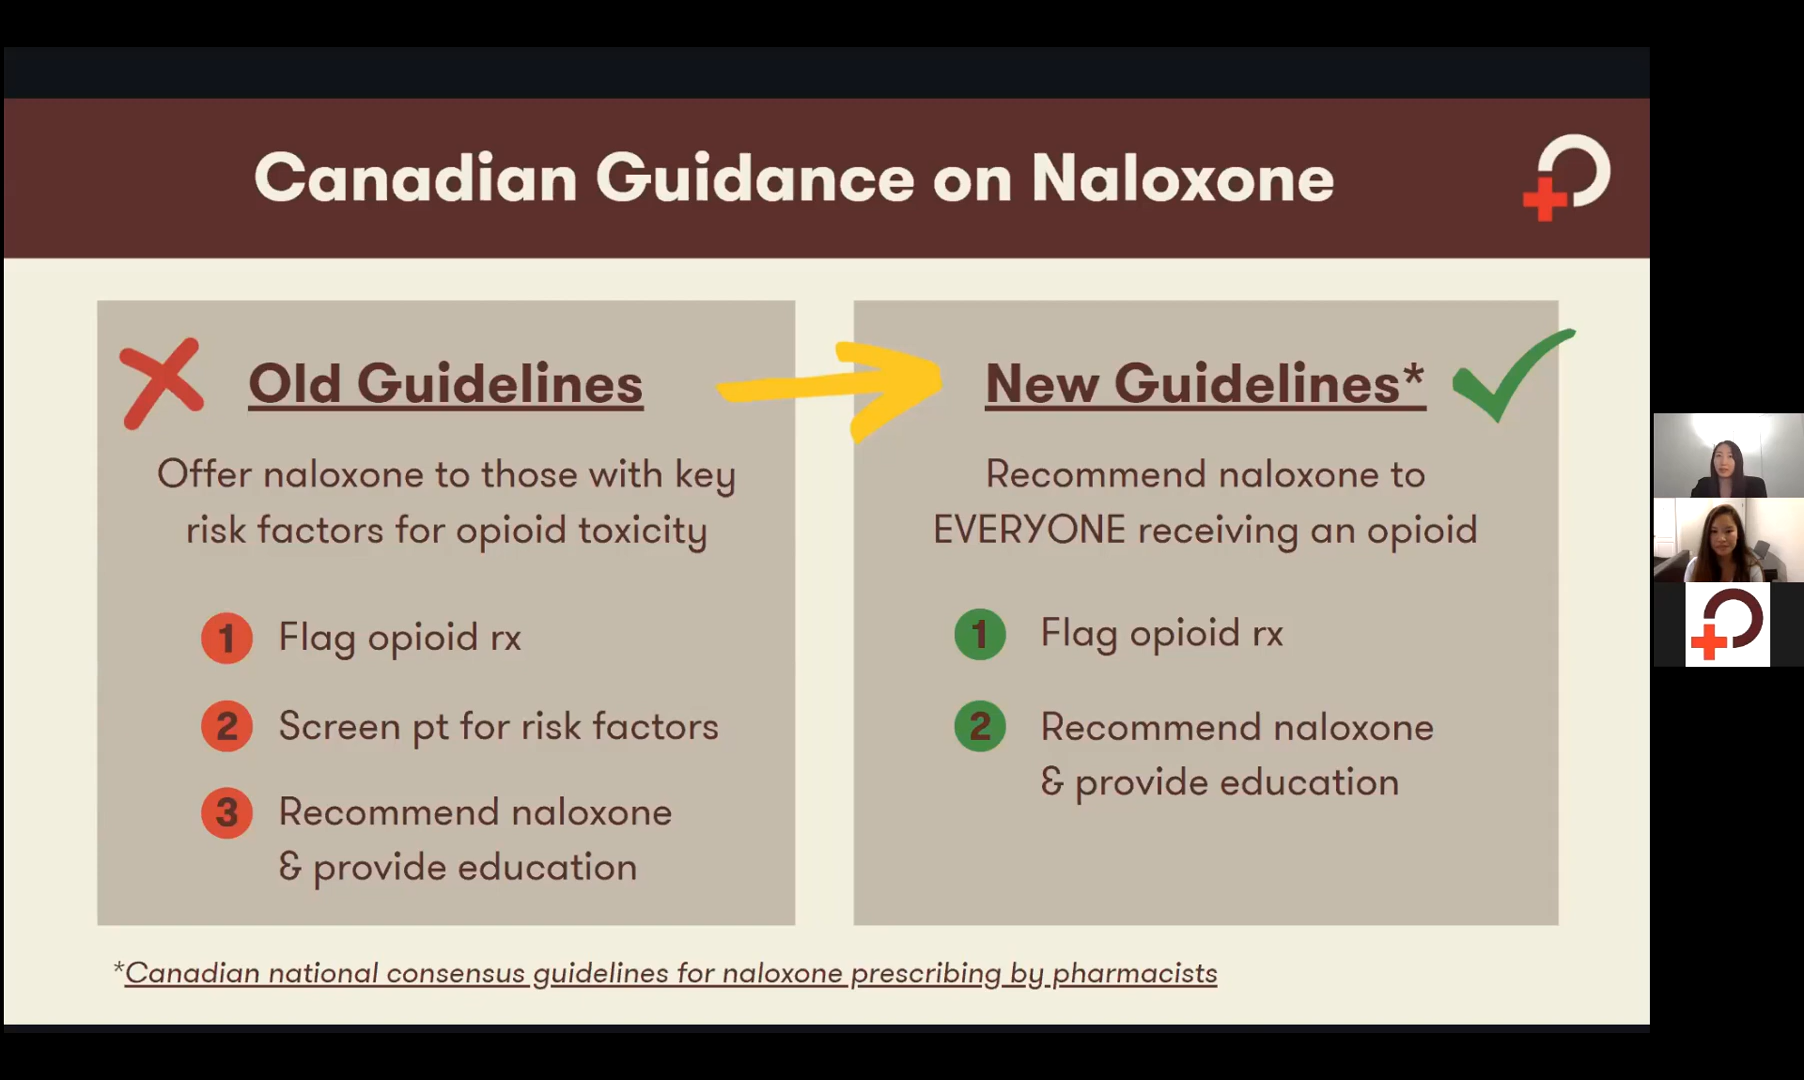 Canadian Guidance on Naloxone
Old Guidelines
Offer naloxone to those with key
risk factors for opioid toxicity
1 Flag opioid rx
2 Screen pt for risk factors
3 Recommend naloxone
& provide education
New Guidelines*
Recommend naloxone to
EVERYONE receiving an opioid
1 Flag opioid rx
2 Recommend naloxone
& provide education
*Canadian national consensus guidelines for naloxone prescribing by pharmacists